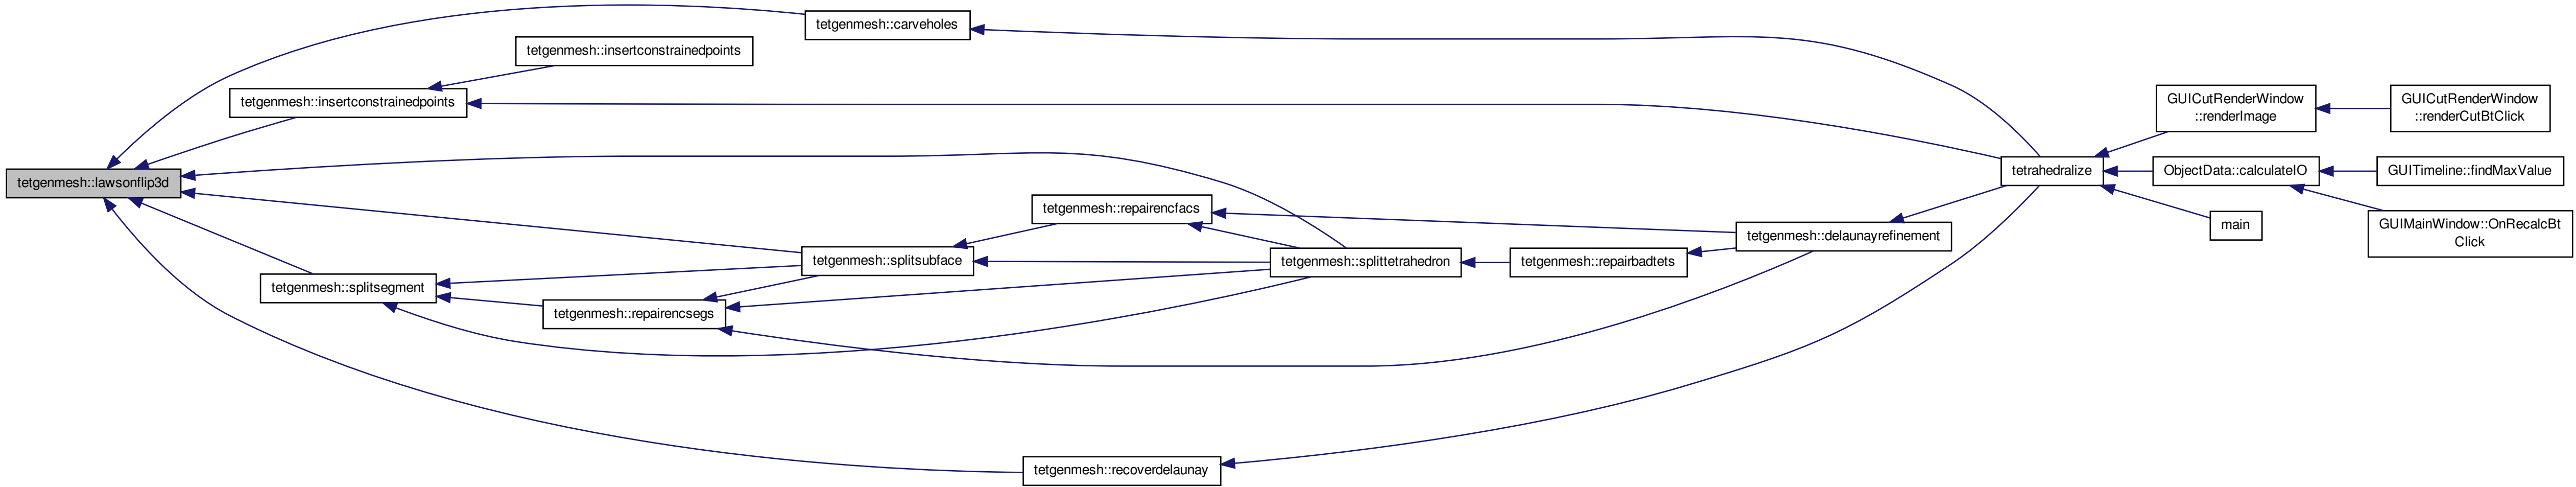 tetgenmesh::carveholes
tetgenmesh::insertconstrainedpoints
tetgenmesh::insertconstrainedpoints
GUICutRenderWindow
::renderImage
GUICutRenderWindow
::renderCutBtClick
tetgenmesh::lawsonflip3d
tetrahedralize
ObjectData::calculateIO
GUITimeline::findMaxValue
tetgenmesh::repairencfacs
main
GUIMainWindow::OnRecalcBt
Click
tetgenmesh::delaunayrefinement
tetgenmesh::splitsubface
tetgenmesh::splittetrahedron
tetgenmesh::repairbadtets
tetgenmesh::splitsegment
tetgenmesh::repairencsegs
tetgenmesh::recoverdelaunay